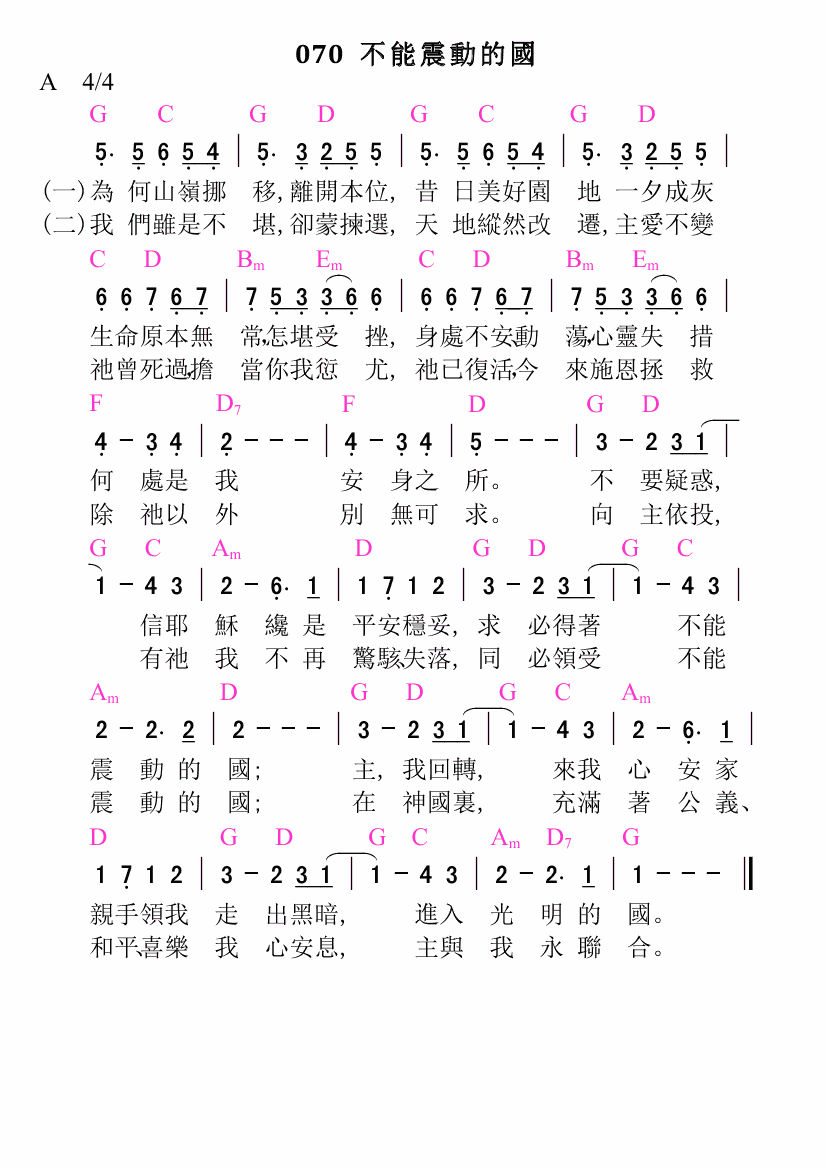 070 不能震動的國
A 4/4
G C G D G C G D
5· 5 6 5 4 | 5· 3 2 5 5 | 5· 5 6 5 4 | 5· 3 2 5 5 |
(一)為 何山嶺挪 移,離開本位, 昔 日美好園 地 一夕成灰
(二)我 們雖是不 堪,卻蒙揀選, 天 地縱然改 遷,主愛不變
C D Bm Em C D Bm Em
6 6 7 6 7 | 7 5 3 3 6 6 | 6 6 7 6 7 | 7 5 3 3 6 6 |
生命原本無 常,怎堪受 挫, 身處不安,動 蕩,心靈失 措
祂曾死過,擔 當你我愆 尤, 祂已復活,今 來施恩拯 救
F D7 F D G D
4 - 3 4 | 2 - - - | 4 - 3 4 | 5 - - - | 3 - 2 3 1 |
何 處是 我 安 身之 所。 不 要疑惑,
除 祂以 外 別 無可 求。 向 主依投,
G C Am D G D G C
1 - 4 3 | 2 - 6· 1 | 1 7 1 2 | 3 - 2 3 1 | 1 - 4 3 |
信耶 穌 纔 是 平安穩妥, 求 必得著 不能
有祂 我 不 再 驚駭、失落, 同 必領受 不能
Am D G D G C Am
2 - 2· 2 | 2 - - - | 3 - 2 3 1 | 1 - 4 3 | 2 - 6· 1 |
震 動 的 國; 主, 我回轉, 來我 心 安 家
震 動 的 國; 在 神國裏, 充滿 著 公 義、
D G D G C Am D7 G
1 7 1 2 | 3 - 2 3 1 | 1 - 4 3 | 2 - 2· 1 | 1 - - - ‖
親手領我 走 出黑暗, 進入 光 明 的 國。
和平、喜樂 我 心安息, 主與 我 永 聯 合。